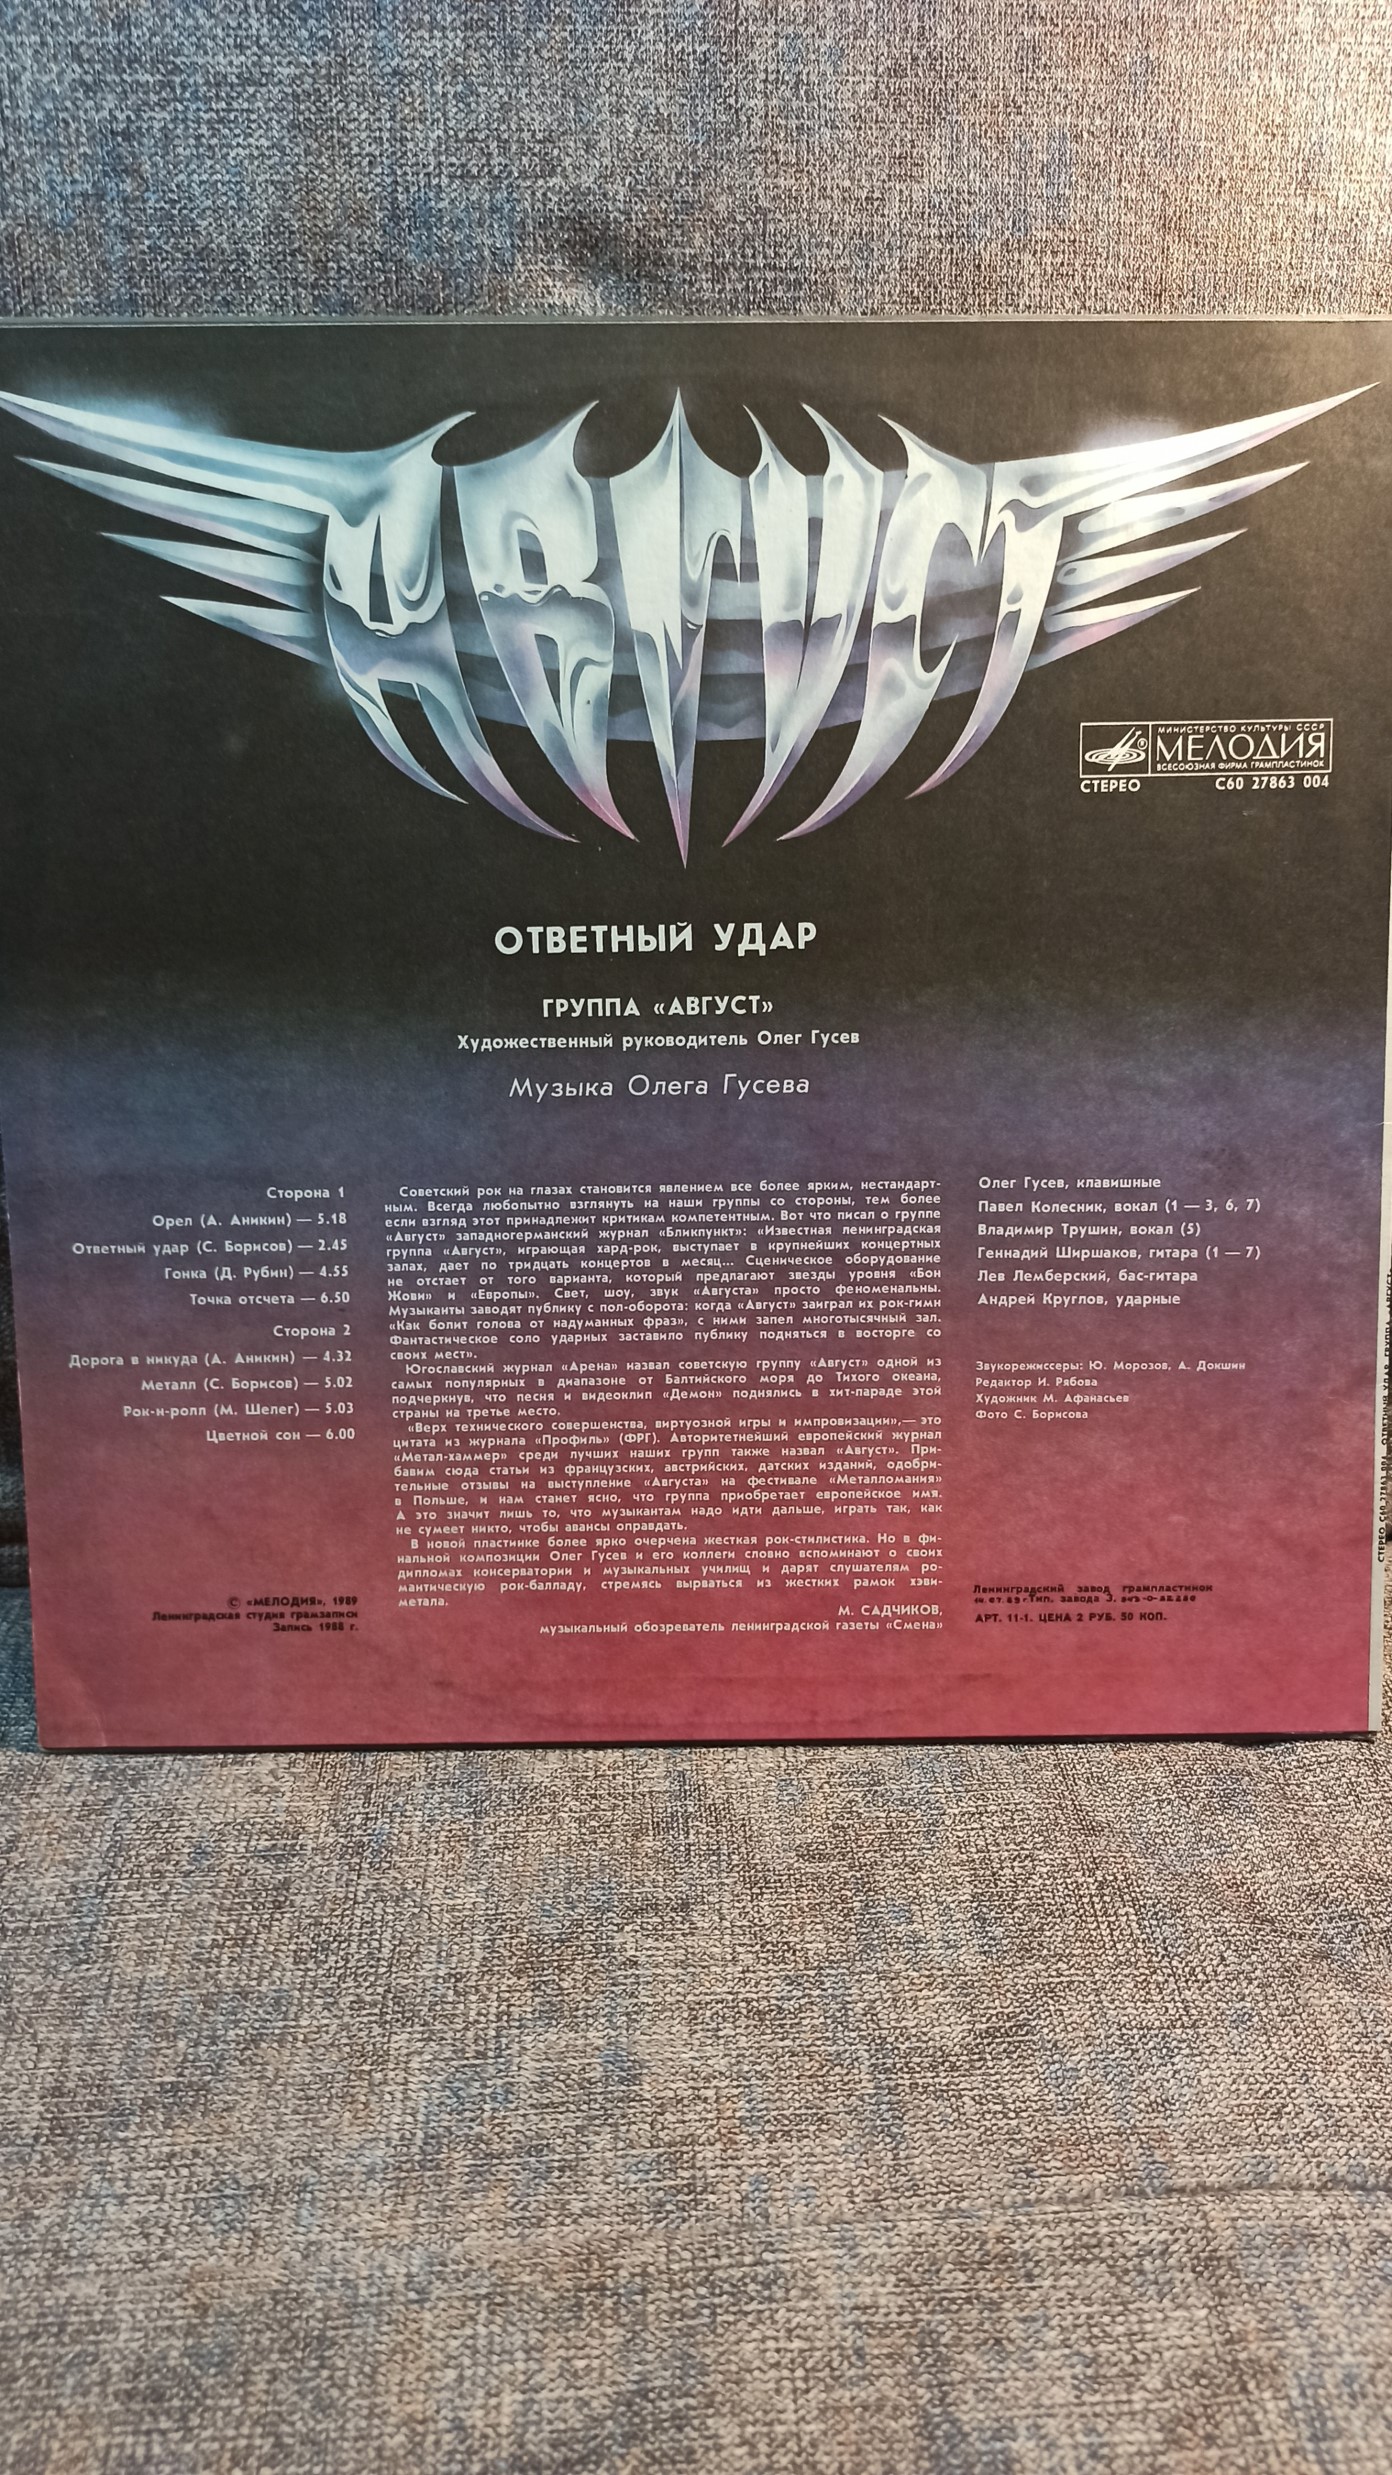 АВГУСТ
МИНИСТЕРСТВО КУЛЬТУРЫ СССР
МЕЛОДИЯ
ВСЕСОЮЗНАЯ ФИРМА ГРАМПЛАСТИНОК
СТЕРЕО С60 27863 004
ОТВЕТНЫЙ УДАР
ГРУППА «АВГУСТ»
Художественный руководитель Олег Гусев
Музыка Олега Гусева
Сторона 1
Орел (А. Аникин) — 5.18
Ответный удар (С. Борисов) — 2.45
Гонка (Д. Рубин) — 4.55
Точка отсчета — 6.50
Сторона 2
Дорога в никуда (А. Аникин) — 4.32
Металл (С. Борисов) — 5.02
Рок-н-ролл (М. Шелег) — 5.03
Цветной сон — 6.00
© «МЕЛОДИЯ», 1989
Ленинградская студия грамзаписи
Запись 1988 г.
Советский рок на глазах становится явлением все более ярким, нестандарт-
ным. Всегда любопытно взглянуть на наши группы со стороны, тем более
если взгляд этот принадлежит критикам компетентным. Вот что писал о группе
«Август» западногерманский журнал «Бликпункт»: «Известная ленинградская
группа «Август», играющая хард-рок, выступает в крупнейших концертных
залах, дает по тридцать концертов в месяц... Сценическое оборудование
не отстает от того варианта, который предлагают звезды уровня «Бон
Жови» и «Европы». Свет, шоу, звук «Августа» просто феноменальны.
Музыканты заводят публику с пол-оборота: когда «Август» заиграл их рок-гимн
«Как болит голова от надуманных фраз», с ними запел многотысячный зал.
Фантастическое соло ударных заставило публику подняться в восторге со
своих мест».
Югославский журнал «Арена» назвал советскую группу «Август» одной из
самых популярных в диапазоне от Балтийского моря до Тихого океана,
подчеркнув, что песня и видеоклип «Демон» поднялись в хит-параде этой
страны на третье место.
«Верх технического совершенства, виртуозной игры и импровизации»,— это
цитата из журнала «Профиль» (ФРГ). Авторитетнейший европейский журнал
«Метал-хаммер» среди лучших наших групп также назвал «Август». При-
бавим сюда статьи из французских, австрийских, датских изданий, одобри-
тельные отзывы на выступление «Августа» на фестивале «Металломания»
в Польше, и нам станет ясно, что группа приобретает европейское имя.
А это значит лишь то, что музыкантам надо идти дальше, играть так, как
не сумеет никто, чтобы авансы оправдать.
В новой пластинке более ярко очерчена жесткая рок-стилистика. Но в фи-
нальной композиции Олег Гусев и его коллеги словно вспоминают о своих
дипломах консерватории и музыкальных училищ и дарят слушателям ро-
мантическую рок-балладу, стремясь вырваться из жестких рамок хэви-
метала.
М. САДЧИКОВ,
музыкальный обозреватель ленинградской газеты «Смена»
Олег Гусев, клавишные
Павел Колесник, вокал (1 — 3, 6, 7)
Владимир Трушин, вокал (5)
Геннадий Ширшаков, гитара (1 — 7)
Лев Лемберский, бас-гитара
Андрей Круглов, ударные
Звукорежиссеры: Ю. Морозов, А. Докшин
Редактор И. Рябова
Художник М. Афанасьев
Фото С. Борисова
Ленинградский завод грампластинок
Тип. завода 3.
АРТ. 11-1. ЦЕНА 2 РУБ. 50 КОП.
СТЕРЕО С60 27863 004 ОТВЕТНЫЙ УДАР ГРУППА «АВГУСТ»